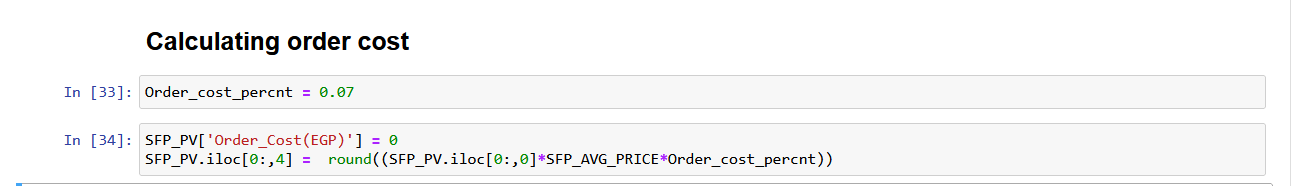 Calculating order cost
In [33]: Order_cost_percnt = 0.07
In [34]: SFP_PV['Order_Cost(EGP)'] = 0
SFP_PV.iloc[0:,4] =  round((SFP_PV.iloc[0:,0]*SFP_AVG_PRICE*Order_cost_percnt))